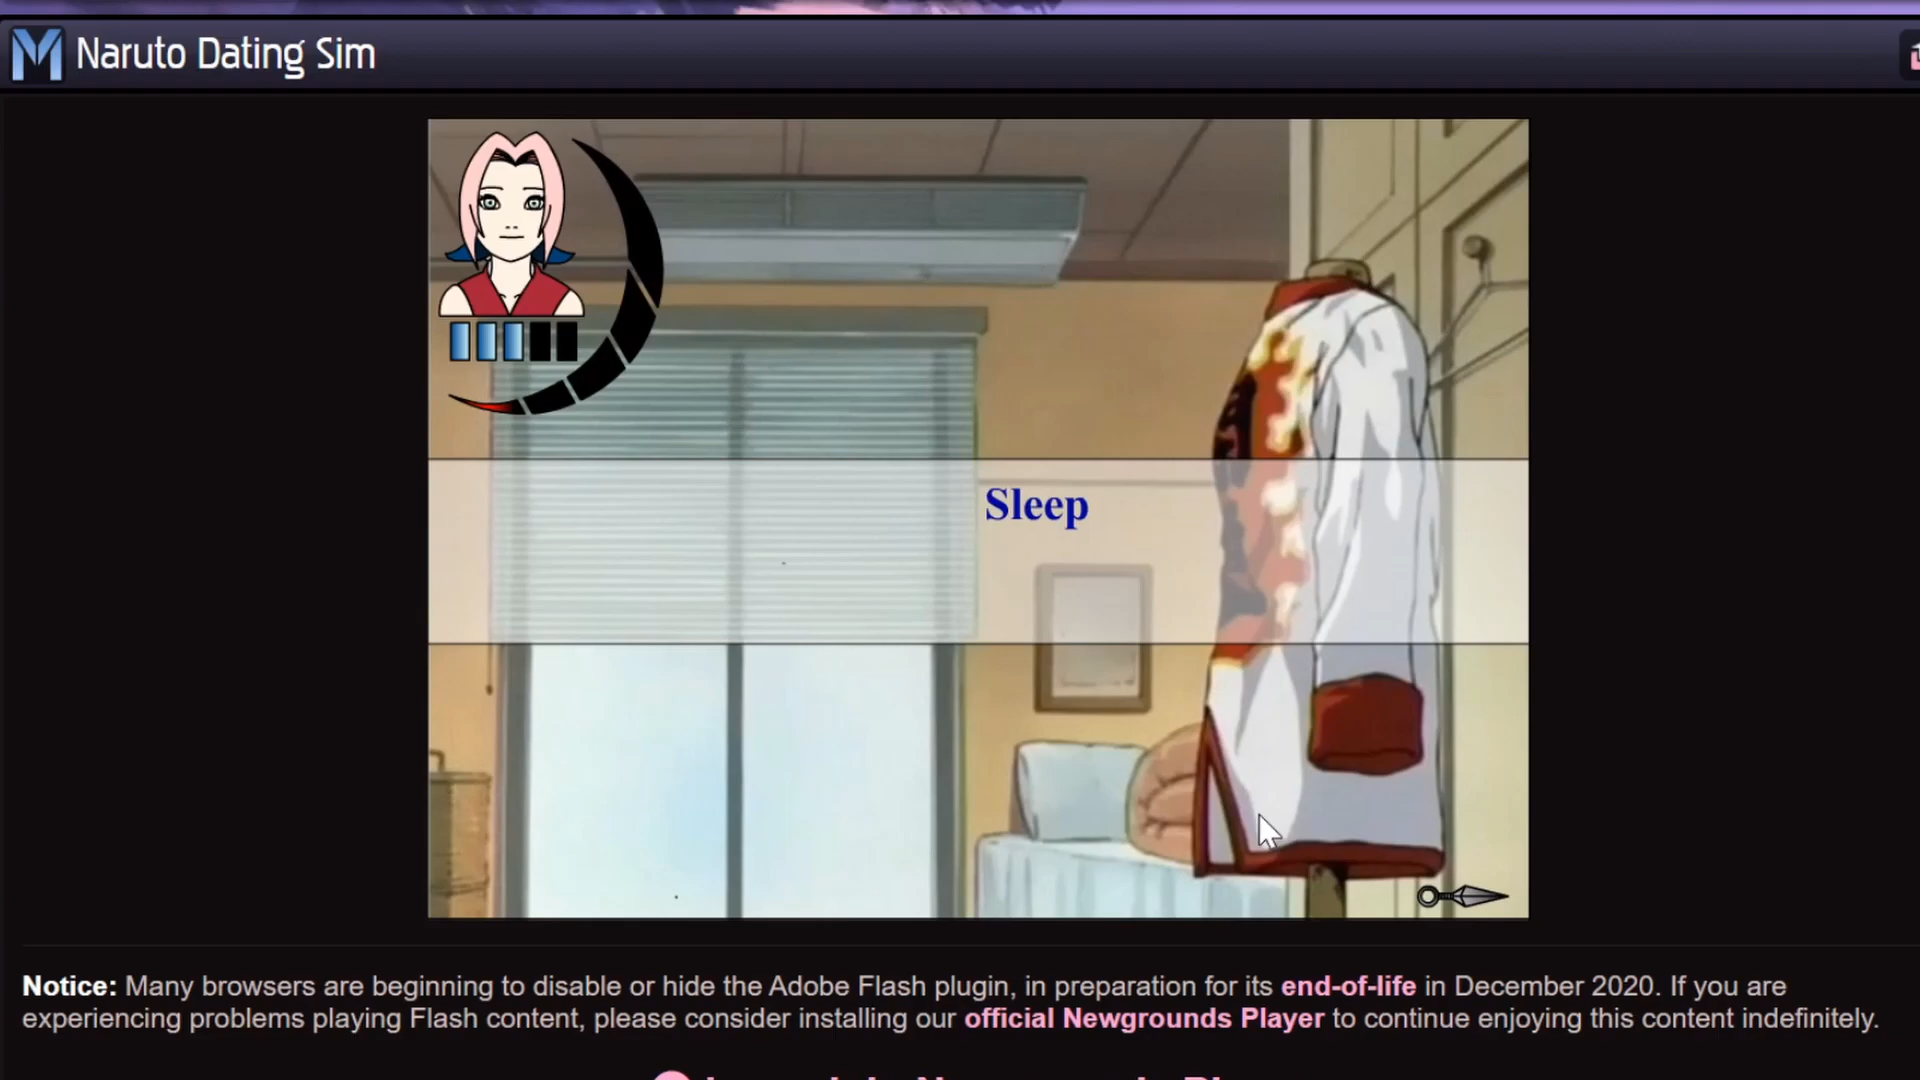 Naruto Dating Sim
Sleep
Notice: Many browsers are beginning to disable or hide the Adobe Flash plugin, in preparation for its end-of-life in December 2020. If you are
experiencing problems playing Flash content, please consider installing our official Newgrounds Player to continue enjoying this content indefinitely.